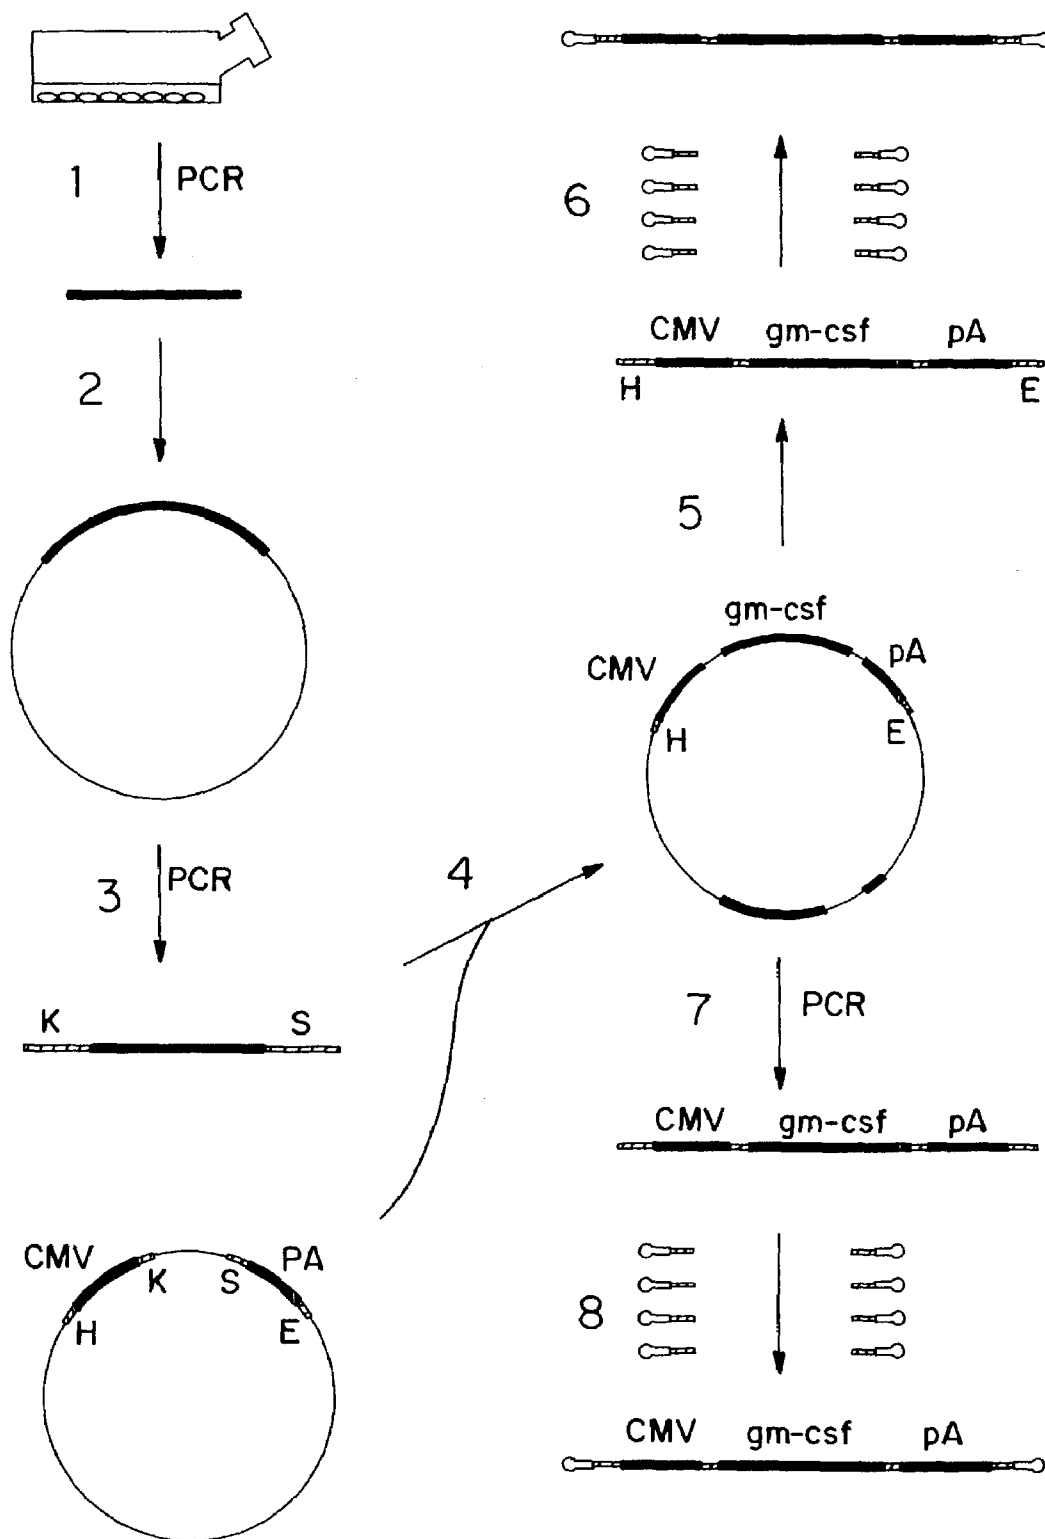 1
PCR
2
3
PCR
K
S
4
CMV
PA
K
S
H
E
6
CMV gm-csf pA
H
E
5
gm-csf
CMV
pA
H
E
7
PCR
CMV gm-csf pA
8
CMV gm-csf pA